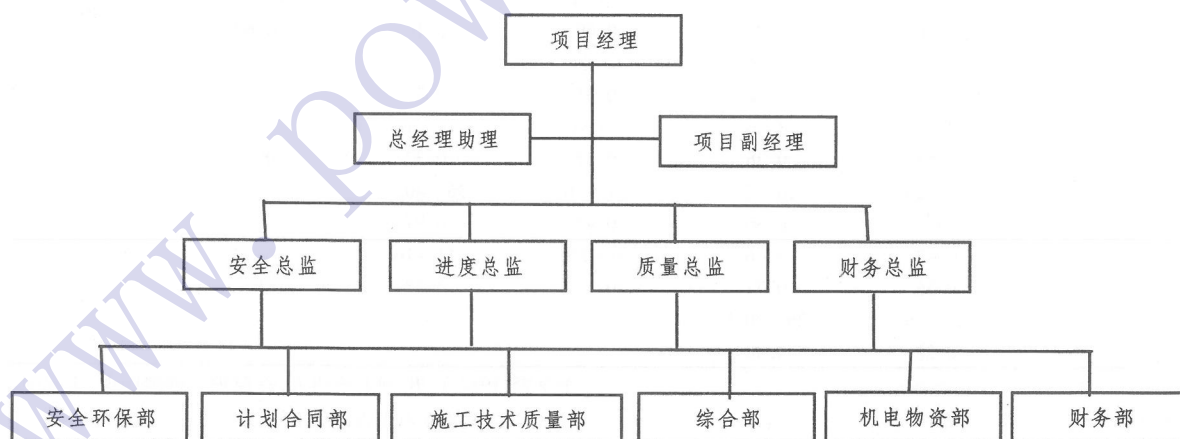 项目经理
总经理助理 项目副经理
安全总监 进度总监 质量总监 财务总监
安全环保部 计划合同部 施工技术质量部 综合部 机电物资部 财务部
www.pow